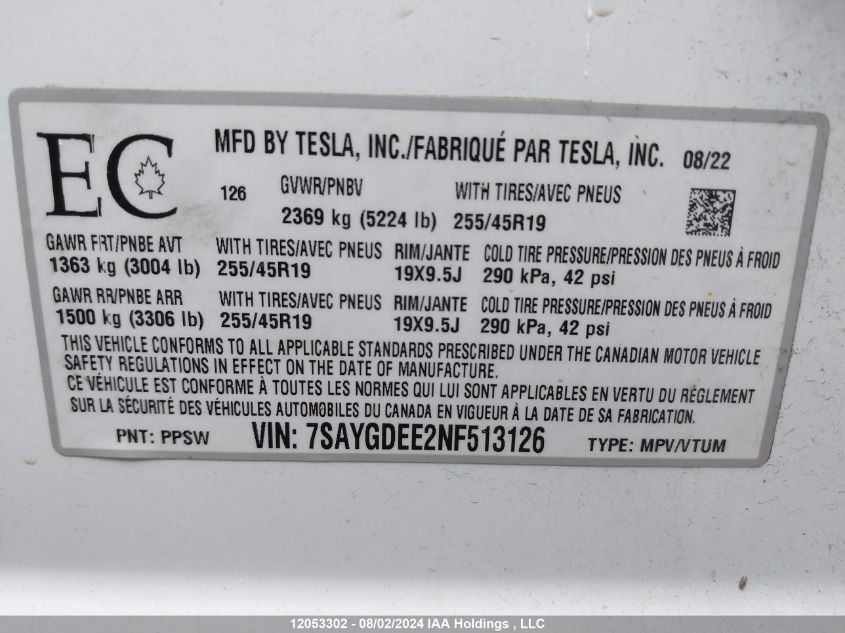 EC
MFD BY TESLA, INC./FABRIQUÉ PAR TESLA, INC. 08/22
126 GVWR/PNBV WITH TIRES/AVEC PNEUS
2369 kg (5224 lb) 255/45R19
GAWR FRT/PNBE AVT WITH TIRES/AVEC PNEUS RIM/JANTE COLD TIRE PRESSURE/PRESSION DES PNEUS À FROID
1363 kg (3004 lb) 255/45R19 19X9.5J 290 kPa, 42 psi
GAWR RR/PNBE ARR WITH TIRES/AVEC PNEUS RIM/JANTE COLD TIRE PRESSURE/PRESSION DES PNEUS À FROID
1500 kg (3306 lb) 255/45R19 19X9.5J 290 kPa, 42 psi
THIS VEHICLE CONFORMS TO ALL APPLICABLE STANDARDS PRESCRIBED UNDER THE CANADIAN MOTOR VEHICLE
SAFETY REGULATIONS IN EFFECT ON THE DATE OF MANUFACTURE.
CE VÉHICULE EST CONFORME À TOUTES LES NORMES QUI LUI SONT APPLICABLES EN VERTU DU RÈGLEMENT
SUR LA SÉCURITÉ DES VÉHICULES AUTOMOBILES DU CANADA EN VIGUEUR À LA DATE DE SA FABRICATION.
PNT: PPSW VIN: 7SAYGDEE2NF513126 TYPE: MPV/VTUM
12053302 - 08/02/2024 IAA Holdings , LLC